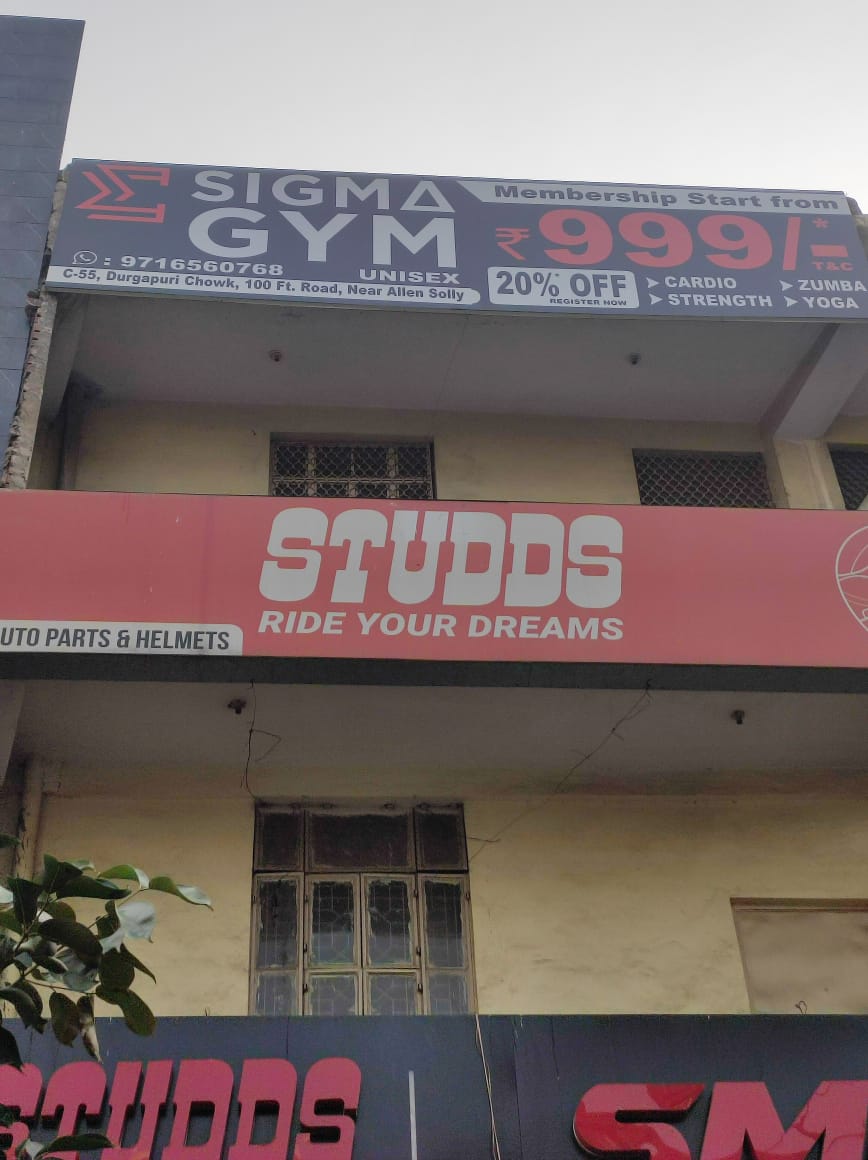 Σ SIGMA
GYM
UNISEX
: 9716560768
C-55, Durgapuri Chowk, 100 Ft. Road, Near Allen Solly
Membership Start from
₹999/-*
T&C
20%* OFF
REGISTER NOW
CARDIO
STRENGTH
ZUMBA
YOGA
STUDDS
RIDE YOUR DREAMS
UTO PARTS & HELMETS
STUDDS
SM